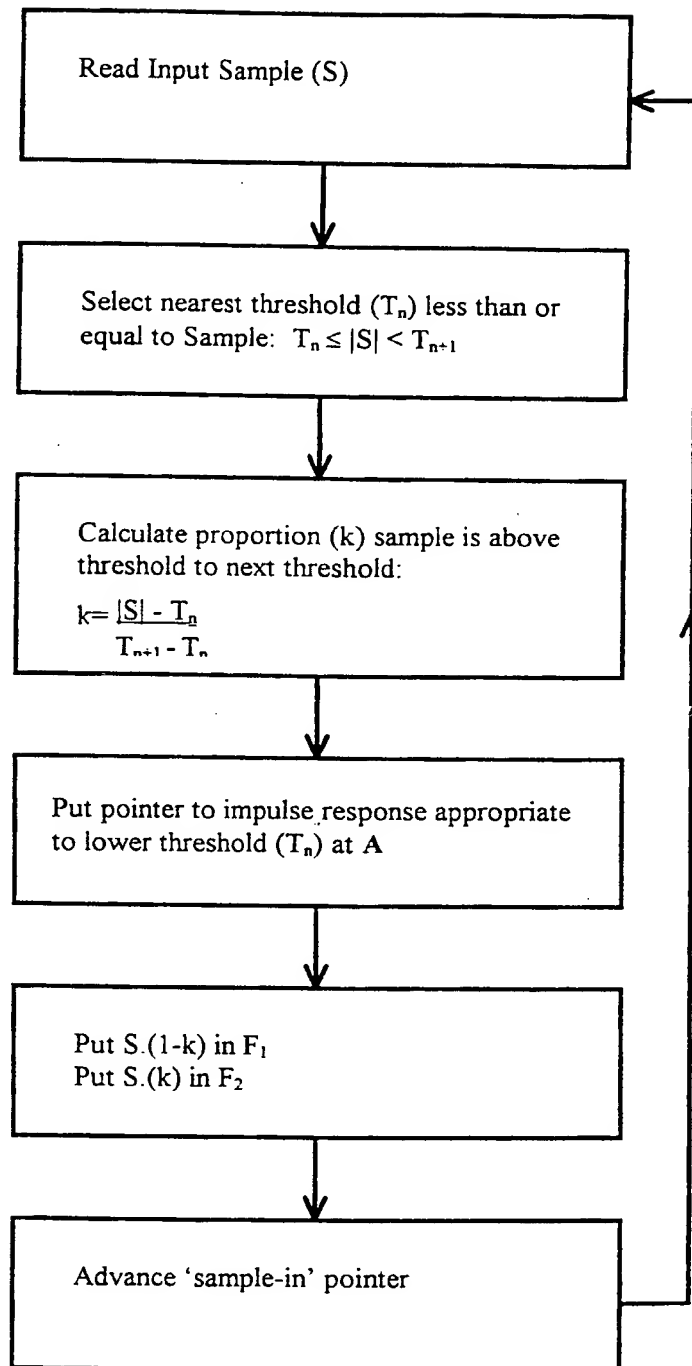 Read Input Sample (S)
Select nearest threshold (Tₙ) less than or
equal to Sample: Tₙ ≤ |S| < Tₙ₊₁
Calculate proportion (k) sample is above
threshold to next threshold:
k= |S| - Tₙ
Tₙ₊₁ - Tₙ
Put pointer to impulse response appropriate
to lower threshold (Tₙ) at A
Put S.(1-k) in F₁
Put S.(k) in F₂
Advance ‘sample-in’ pointer